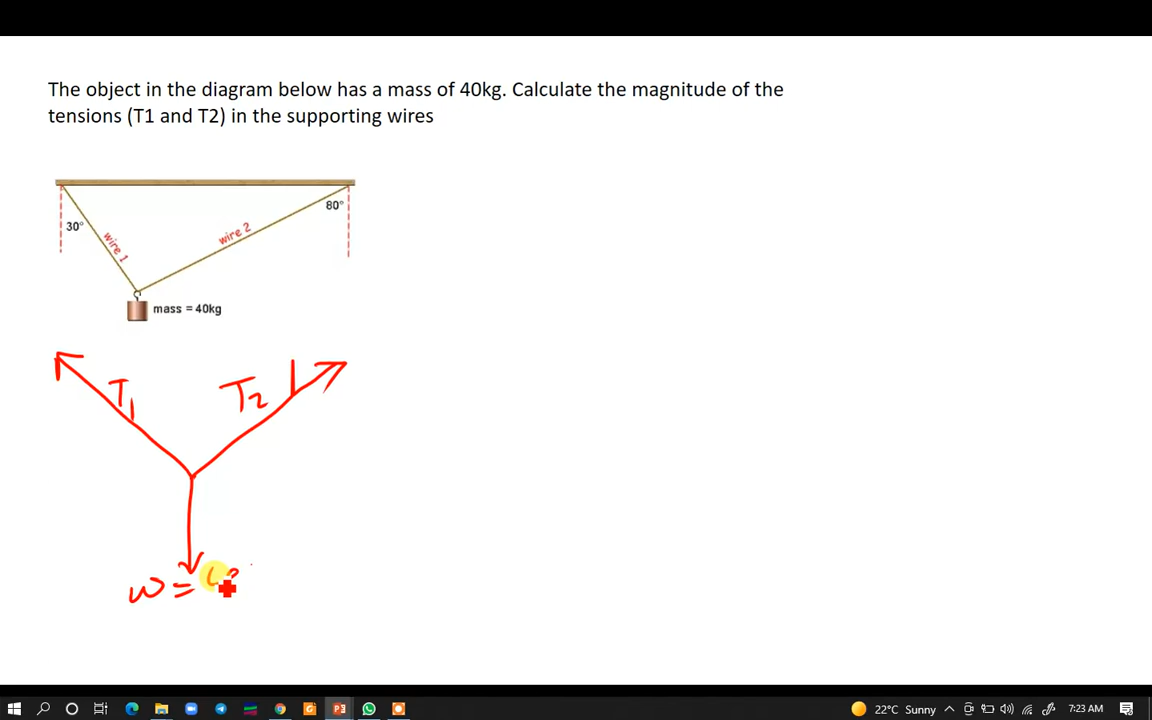 The object in the diagram below has a mass of 40kg. Calculate the magnitude of the
tensions (T1 and T2) in the supporting wires
30°
80°
wire 1
wire 2
mass = 40kg
T1
T2
w =
22°C Sunny
7:23 AM